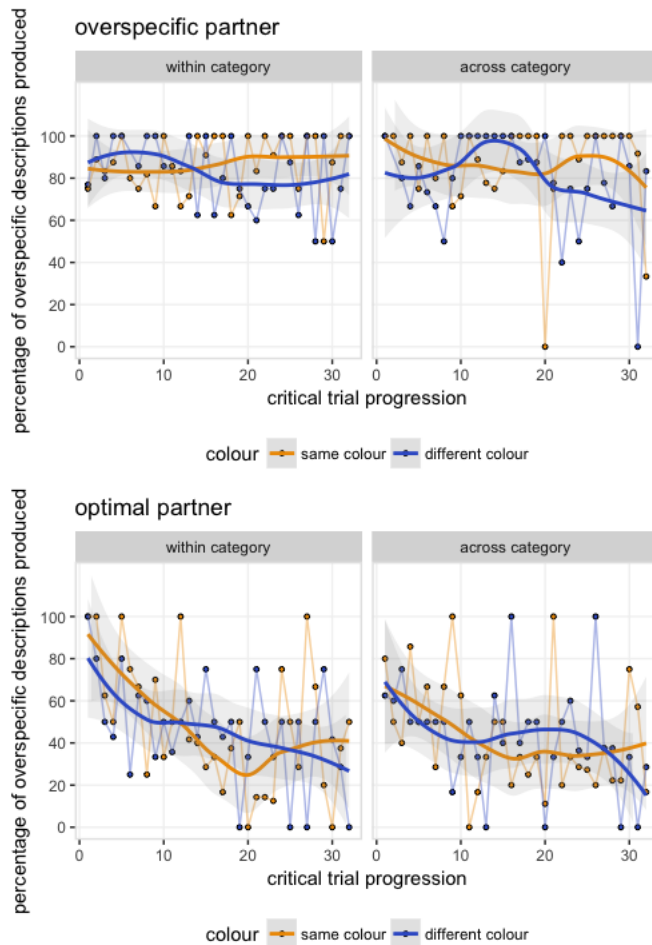 overspecific partner
within category
across category
percentage of overspecific descriptions produced
100
80
60
40
20
0
0 10 20 30 0 10 20 30
critical trial progression
colour same colour different colour
optimal partner
within category
across category
percentage of overspecific descriptions produced
100
80
60
40
20
0
0 10 20 30 0 10 20 30
critical trial progression
colour same colour different colour